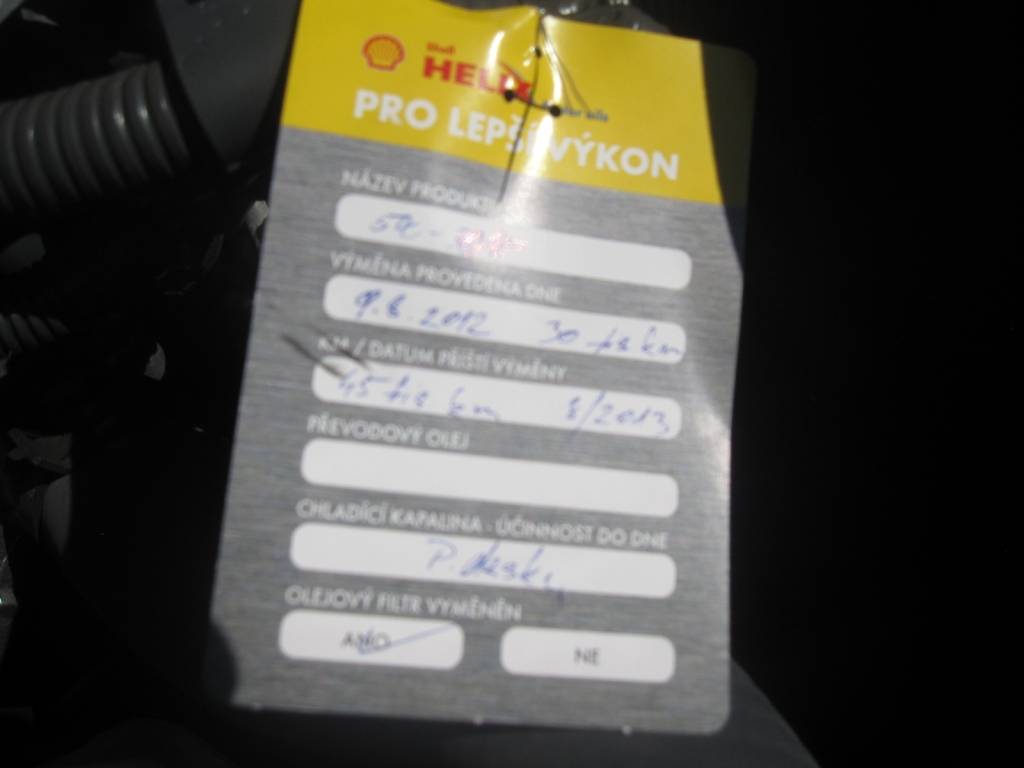 Shell
HELIX
PRO LEPŠÍ VÝKON
NÁZEV PRODUKTU
VÝMĚNA PROVEDENA DNE
9.8.2012 30 tis km
KM / DATUM PŘÍŠTÍ VÝMĚNY
45 tis km 8/2013
PŘEVODOVÝ OLEJ
CHLADÍCÍ KAPALINA - ÚČINNOST DO DNE
P. desky
OLEJOVÝ FILTR VYMĚNĚN
ANO
NE